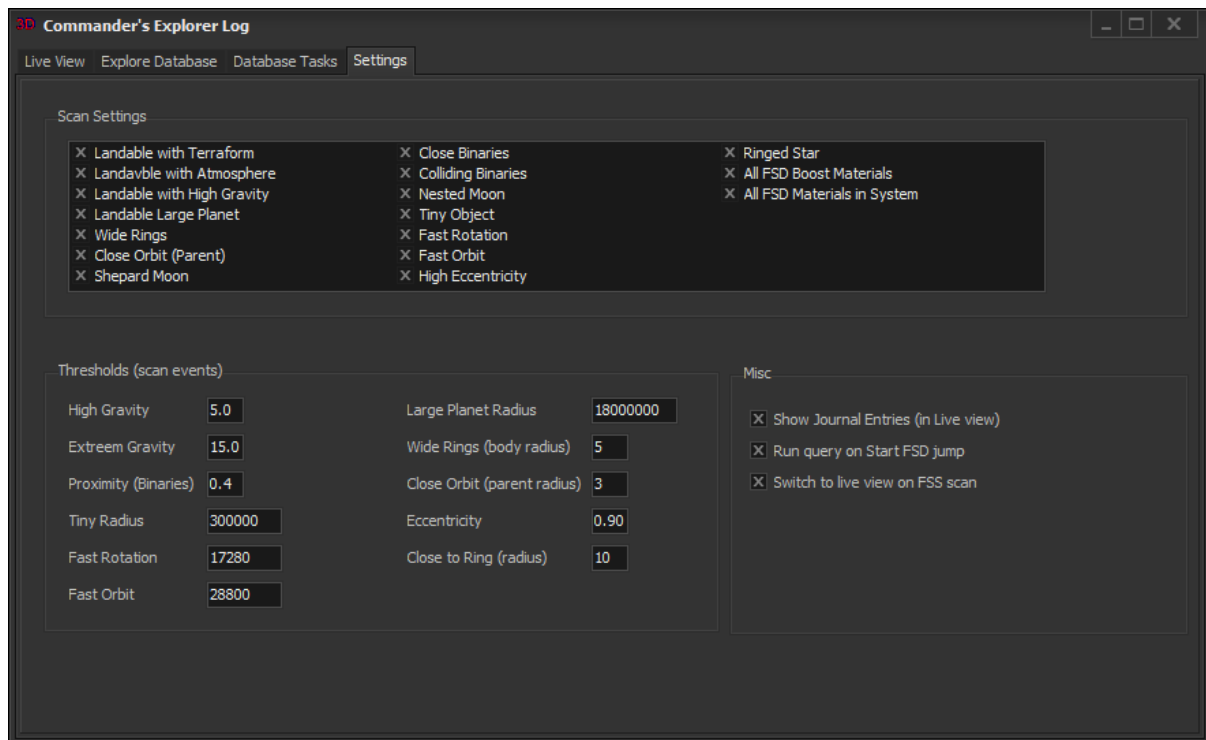 3D Commander's Explorer Log
Live View Explore Database Database Tasks Settings
Scan Settings
X Landable with Terraform
X Landavble with Atmosphere
X Landable with High Gravity
X Landable Large Planet
X Wide Rings
X Close Orbit (Parent)
X Shepard Moon
X Close Binaries
X Colliding Binaries
X Nested Moon
X Tiny Object
X Fast Rotation
X Fast Orbit
X High Eccentricity
X Ringed Star
X All FSD Boost Materials
X All FSD Materials in System
Thresholds (scan events)
High Gravity 5.0
Extreem Gravity 15.0
Proximity (Binaries) 0.4
Tiny Radius 300000
Fast Rotation 17280
Fast Orbit 28800
Large Planet Radius 18000000
Wide Rings (body radius) 5
Close Orbit (parent radius) 3
Eccentricity 0.90
Close to Ring (radius) 10
Misc
X Show Journal Entries (in Live view)
X Run query on Start FSD jump
X Switch to live view on FSS scan